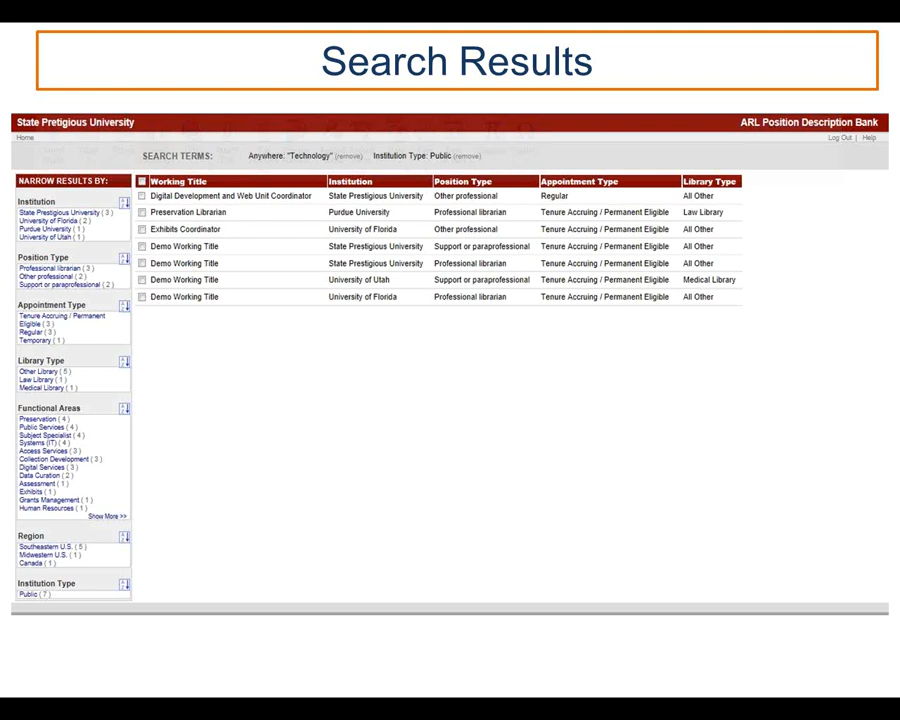 Search Results
State Pretigious University
ARL Position Description Bank
Home
Log Out | Help
SEARCH TERMS: Anywhere: "Technology" (remove) Institution Type: Public (remove)
NARROW RESULTS BY:
Institution
State Prestigious University ( 3 )
University of Florida ( 2 )
Purdue University ( 1 )
University of Utah ( 1 )
Position Type
Professional librarian ( 3 )
Other professional ( 2 )
Support or paraprofessional ( 2 )
Appointment Type
Tenure Accruing / Permanent
Eligible ( 3 )
Regular ( 3 )
Temporary ( 1 )
Library Type
Other Library ( 5 )
Law Library ( 1 )
Medical Library ( 1 )
Functional Areas
Preservation ( 4 )
Public Services ( 4 )
Subject Specialist ( 4 )
Systems (IT) ( 4 )
Access Services ( 3 )
Collection Development ( 3 )
Digital Services ( 3 )
Data Curation ( 2 )
Assessment ( 1 )
Exhibits ( 1 )
Grants Management ( 1 )
Human Resources ( 1 )
Show More >>
Region
Southeastern U.S. ( 5 )
Midwestern U.S. ( 1 )
Canada ( 1 )
Institution Type
Public ( 7 )
Working Title Institution Position Type Appointment Type Library Type
Digital Development and Web Unit Coordinator State Prestigious University Other professional Regular All Other
Preservation Librarian Purdue University Professional librarian Tenure Accruing / Permanent Eligible Law Library
Exhibits Coordinator University of Florida Other professional Tenure Accruing / Permanent Eligible All Other
Demo Working Title State Prestigious University Support or paraprofessional Tenure Accruing / Permanent Eligible All Other
Demo Working Title State Prestigious University Professional librarian Tenure Accruing / Permanent Eligible All Other
Demo Working Title University of Utah Support or paraprofessional Tenure Accruing / Permanent Eligible Medical Library
Demo Working Title University of Florida Professional librarian Tenure Accruing / Permanent Eligible All Other